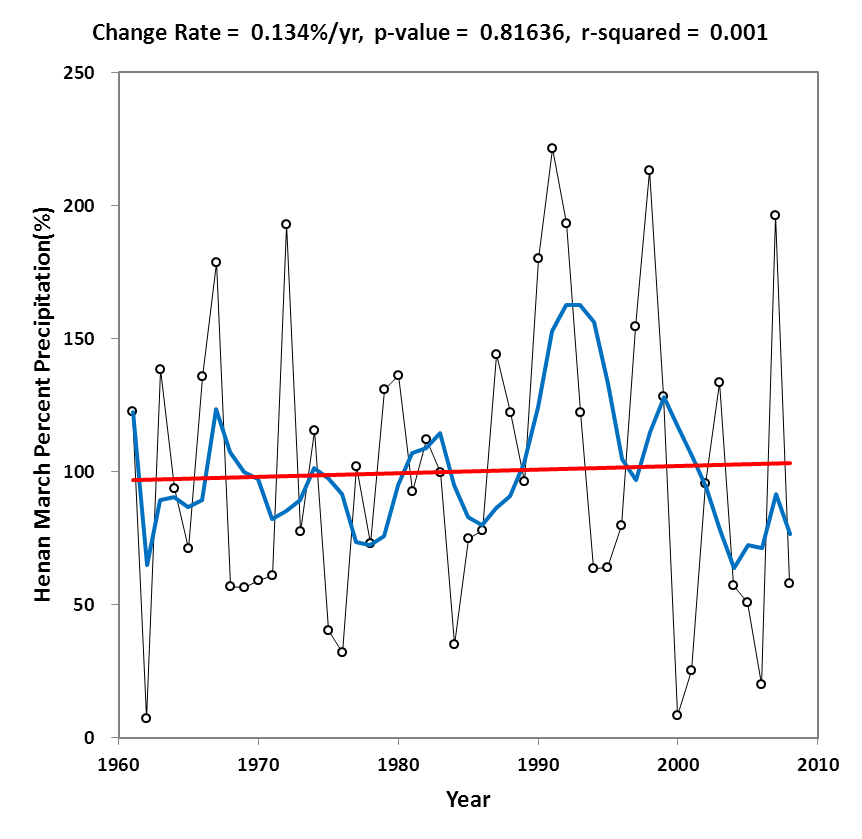 Change Rate = 0.134%/yr, p-value = 0.81636, r-squared = 0.001
Henan March Percent Precipitation(%)
250
200
150
100
50
0
1960 1970 1980 1990 2000 2010
Year